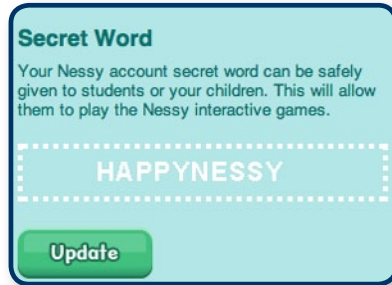 Secret Word
Your Nessy account secret word can be safely
given to students or your children. This will allow
them to play the Nessy interactive games.
HAPPYNESSY
Update